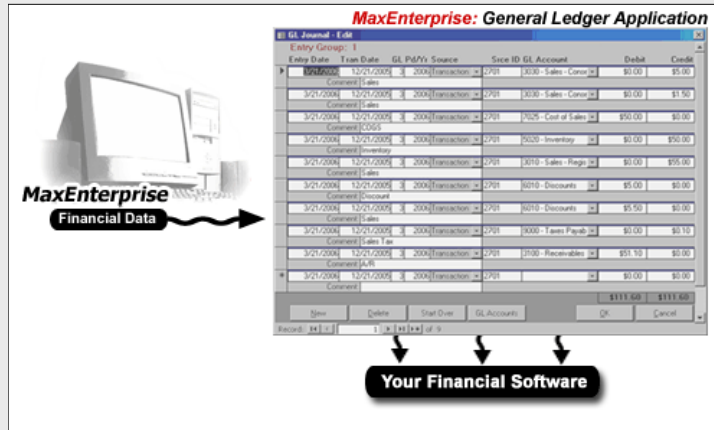 MaxEnterprise: General Ledger Application
GL Journal - Edit
Entry Group: 1
Entry Date Tran Date GL Pd/Yr Source Srce ID GL Account Debit Credit
3/21/2006 12/21/2005 3 2006 Transaction 2701 3030 - Sales - Conor $0.00 $5.00
Comment Sales
3/21/2006 12/21/2005 3 2006 Transaction 2701 3030 - Sales - Conor $0.00 $1.50
Comment Sales
3/21/2006 12/21/2005 3 2006 Transaction 2701 7025 - Cost of Sales $50.00 $0.00
Comment COGS
3/21/2006 12/21/2005 3 2006 Transaction 2701 5020 - Inventory $0.00 $50.00
Comment Inventory
3/21/2006 12/21/2005 3 2006 Transaction 2701 3010 - Sales - Regis $0.00 $55.00
Comment Sales
3/21/2006 12/21/2005 3 2006 Transaction 2701 6010 - Discounts $5.00 $0.00
Comment Discount
3/21/2006 12/21/2005 3 2006 Transaction 2701 6010 - Discounts $5.50 $0.00
Comment Sales
3/21/2006 12/21/2005 3 2006 Transaction 2701 9000 - Taxes Payab $0.00 $0.10
Comment Sales Tax
3/21/2006 12/21/2005 3 2006 Transaction 2701 3100 - Receivables $51.10 $0.00
Comment A/R
3/21/2006 12/21/2005 3 2006 Transaction 2701 $0.00 $0.00
Comment
$111.60 $111.60
New Delete Start Over GL Accounts OK Cancel
Record: 1 of 9
MaxEnterprise
Financial Data
Your Financial Software